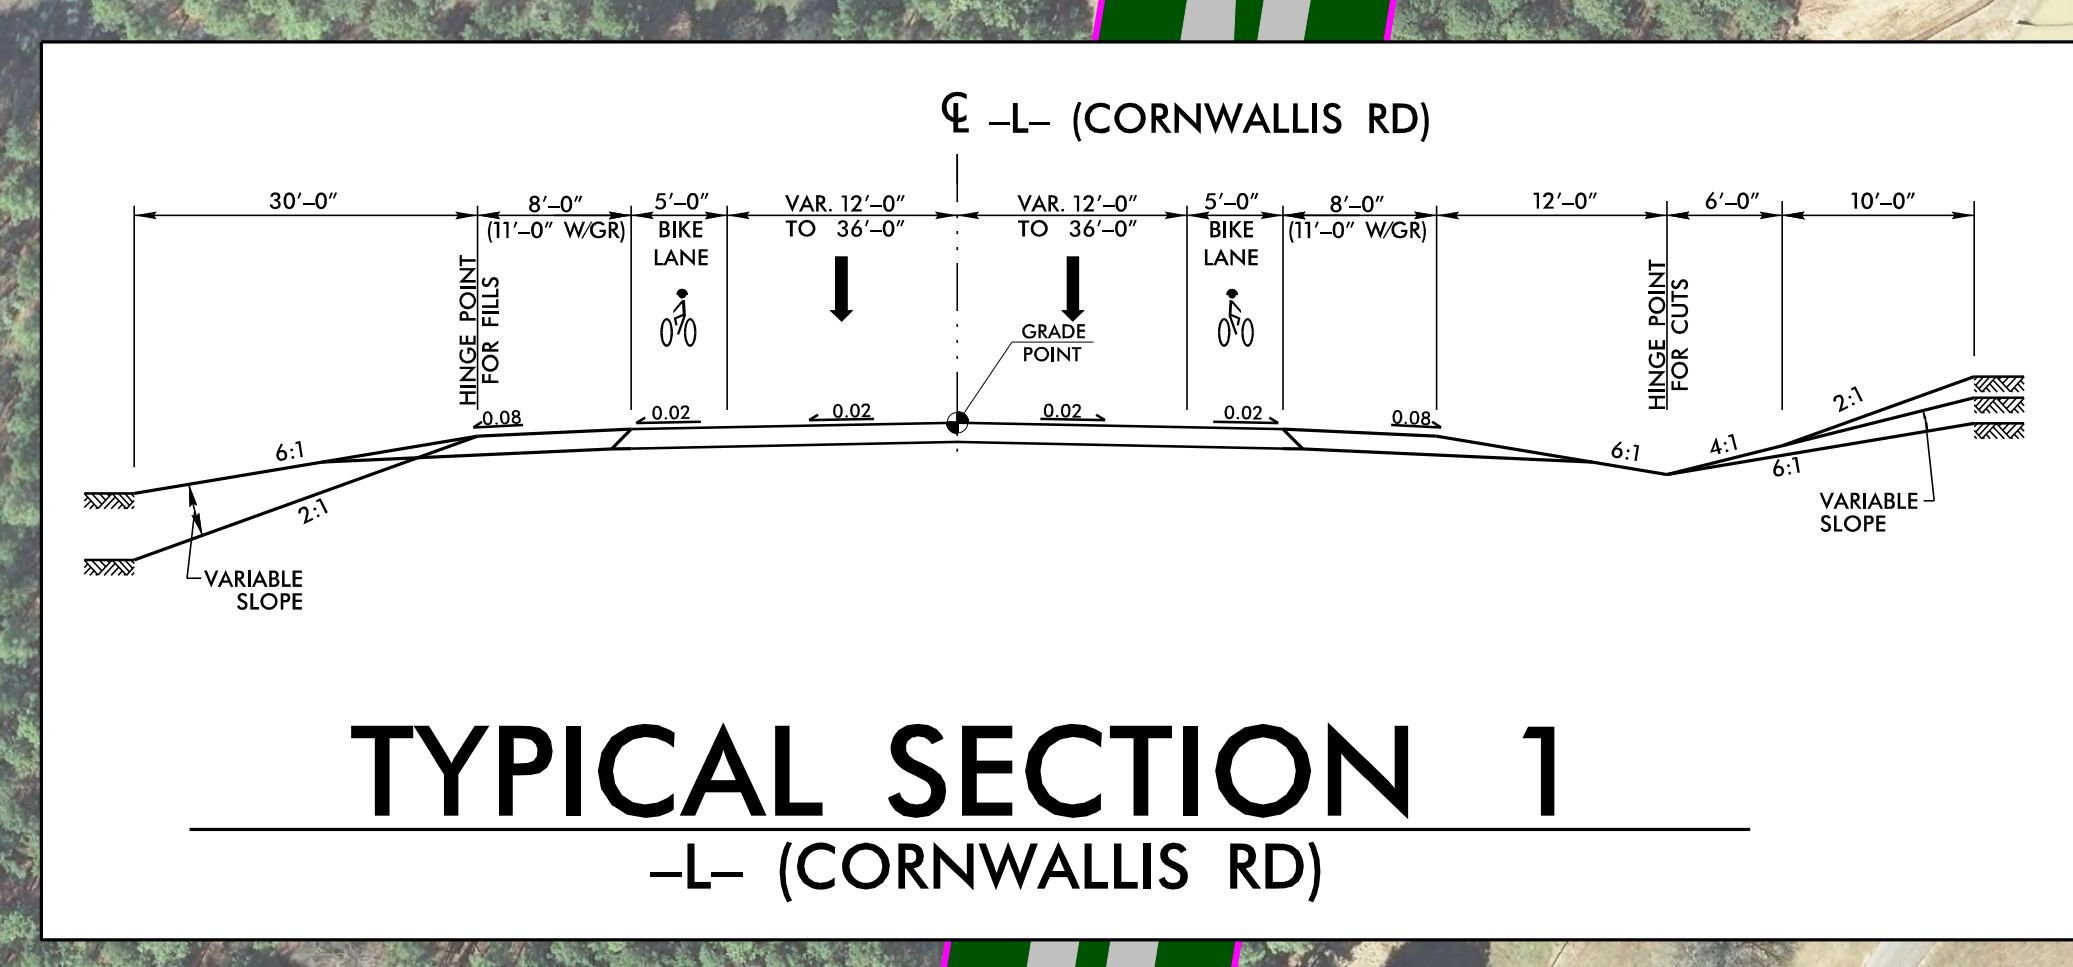 ℄ –L– (CORNWALLIS RD)
30'–0" 8'–0" 5'–0" VAR. 12'–0" VAR. 12'–0" 5'–0" 8'–0" 12'–0" 6'–0" 10'–0"
(11'–0" W/GR) BIKE TO 36'–0" TO 36'–0" BIKE (11'–0" W/GR)
LANE LANE
HINGE POINT
FOR FILLS
HINGE POINT
FOR CUTS
GRADE
POINT
0.08 0.02 0.02 0.02 0.02 0.08
6:1 2:1 6:1 4:1 6:1 2:1
VARIABLE
SLOPE
VARIABLE
SLOPE
TYPICAL SECTION 1
–L– (CORNWALLIS RD)